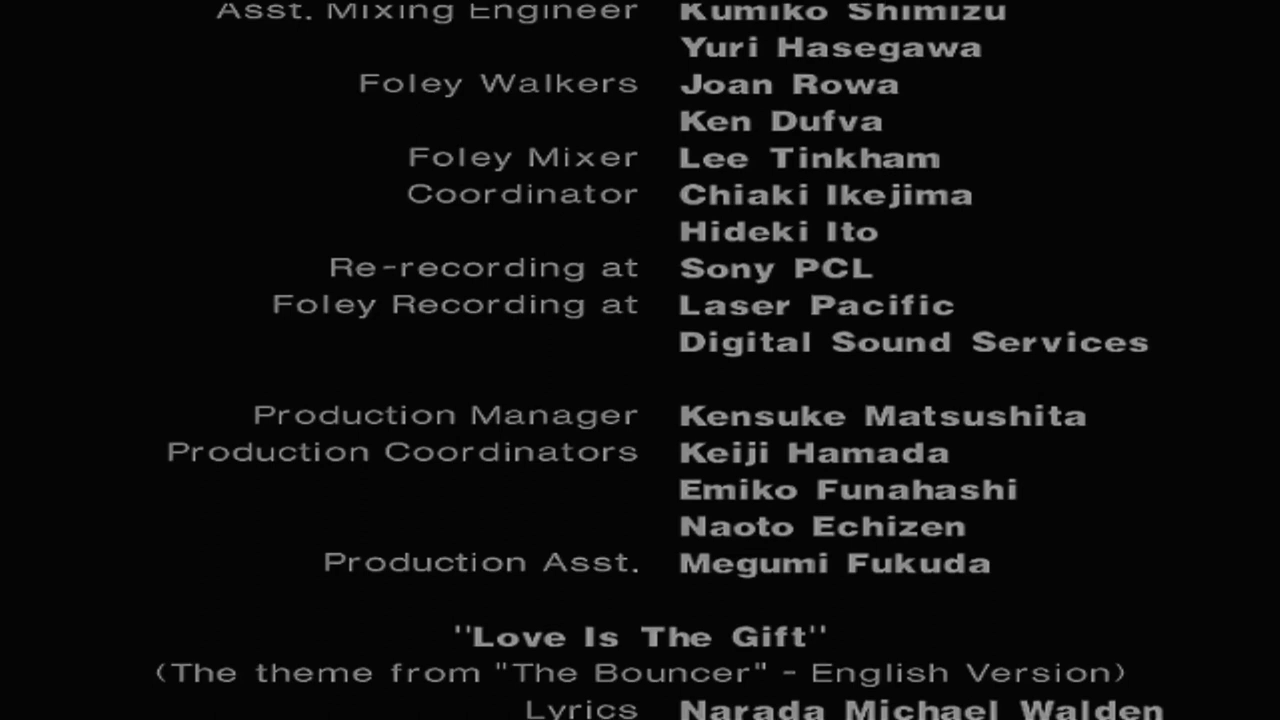 Asst. Mixing Engineer Kumiko Shimizu
Yuri Hasegawa
Foley Walkers Joan Rowa
Ken Dufva
Foley Mixer Lee Tinkham
Coordinator Chiaki Ikejima
Hideki Ito
Re-recording at Sony PCL
Foley Recording at Laser Pacific
Digital Sound Services
Production Manager Kensuke Matsushita
Production Coordinators Keiji Hamada
Emiko Funahashi
Naoto Echizen
Production Asst. Megumi Fukuda
"Love Is The Gift"
(The theme from "The Bouncer" - English Version)
Lyrics Narada Michael Walden